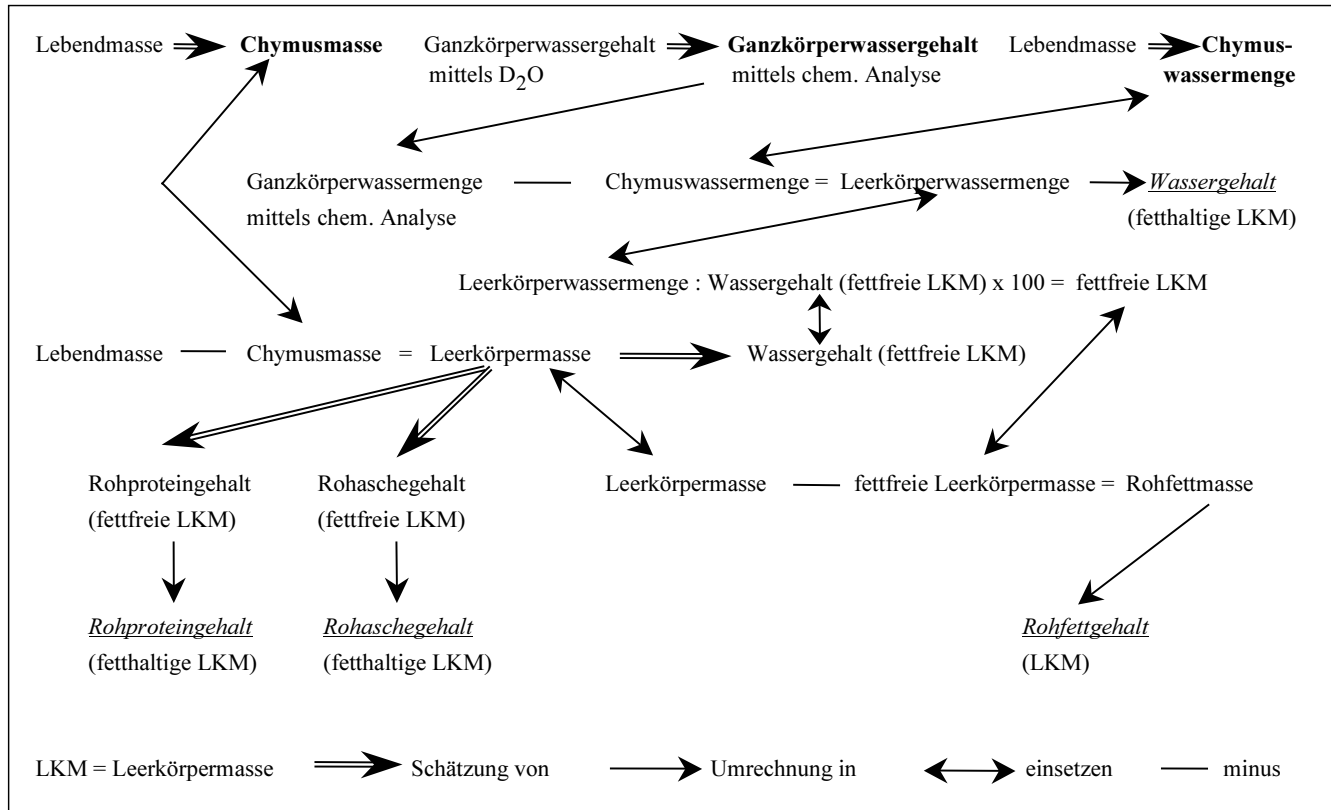 Lebendmasse Chymusmasse Ganzkörperwassergehalt Ganzkörperwassergehalt Lebendmasse Chymus-
mittels D2O mittels chem. Analyse wassermenge
Ganzkörperwassermenge Chymuswassermenge = Leerkörperwassermenge Wassergehalt
mittels chem. Analyse (fetthaltige LKM)
Leerkörperwassermenge : Wassergehalt (fettfreie LKM) x 100 = fettfreie LKM
Lebendmasse — Chymusmasse = Leerkörpermasse Wassergehalt (fettfreie LKM)
Rohproteingehalt Rohaschegehalt Leerkörpermasse — fettfreie Leerkörpermasse = Rohfettmasse
(fettfreie LKM) (fettfreie LKM)
Rohproteingehalt Rohaschegehalt Rohfettgehalt
(fetthaltige LKM) (fetthaltige LKM) (LKM)
LKM = Leerkörpermasse Schätzung von Umrechnung in einsetzen — minus